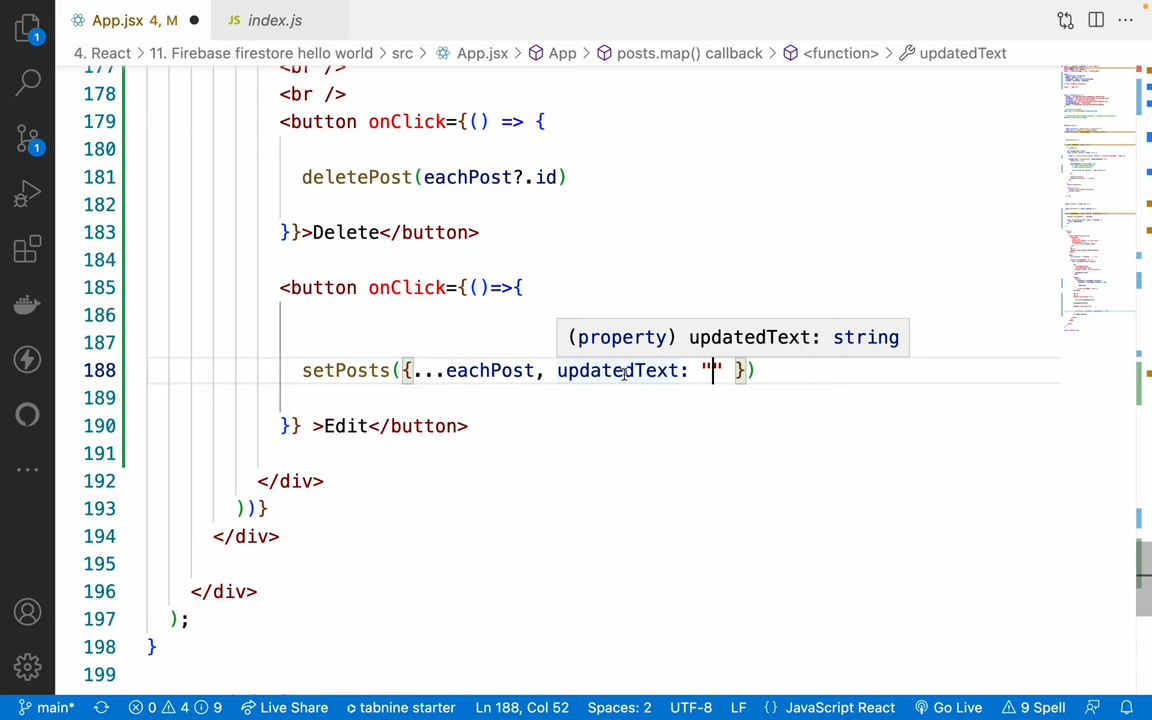 App.jsx 4, M
JS index.js
4. React > 11. Firebase firestore hello world > src > App.jsx > App > posts.map() callback > <function> > updatedText
177 <br />
178 <br />
179 <button onClick={() => {
180
181 deletePost(eachPost?.id)
182
183 }}>Delete</button>
184
185 <button onClick={()=>{
186
187
(property) updatedText: string
188 setPosts({...eachPost, updatedText: "" })
189
190 }} >Edit</button>
191
192 </div>
193 ))}
194 </div>
195
196 </div>
197 );
198 }
199
1
1
main* 0 4 9 Live Share tabnine starter Ln 188, Col 52 Spaces: 2 UTF-8 LF {} JavaScript React Go Live 9 Spell